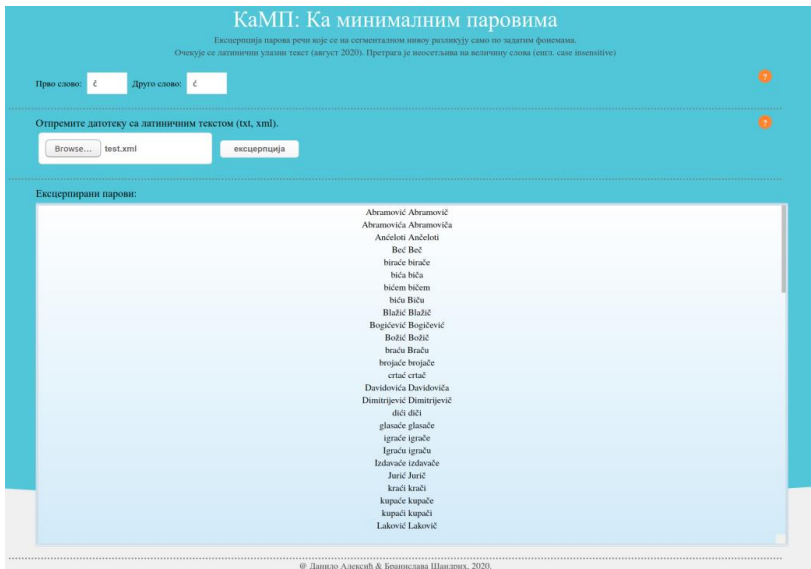 КаМП: Ка минималним паровима
Ексцерпција парова речи које се на сегменталном нивоу разликују само по задатим фонемама.
Очекује се латинични улазни текст (август 2020). Претрага је неосетљива на величину слова (енгл. case insensitive)
Прво слово: č Друго слово: ć ?
Отпремите датотеку са латиничним текстом (txt, xml). ?
Browse... test.xml ексцерпција
Ексцерпирани парови:
Abramović Abramovič
Abramovića Abramoviča
Anćeloti Ančeloti
Beć Beč
biraće birače
bića biča
bićem bičem
biću Biču
Blažić Blažič
Bogićević Bogičević
Božić Božič
braću Braču
brojaće brojače
crtać crtač
Davidovića Davidoviča
Dimitrijević Dimitrijevič
dići diči
glasaće glasače
igraće igrače
Igraću igraču
Izdavaće izdavače
Jurić Jurič
kraći krači
kupaće kupače
kupaći kupači
Laković Lakovič
@ Данило Алексић & Бранислава Шандрих, 2020.